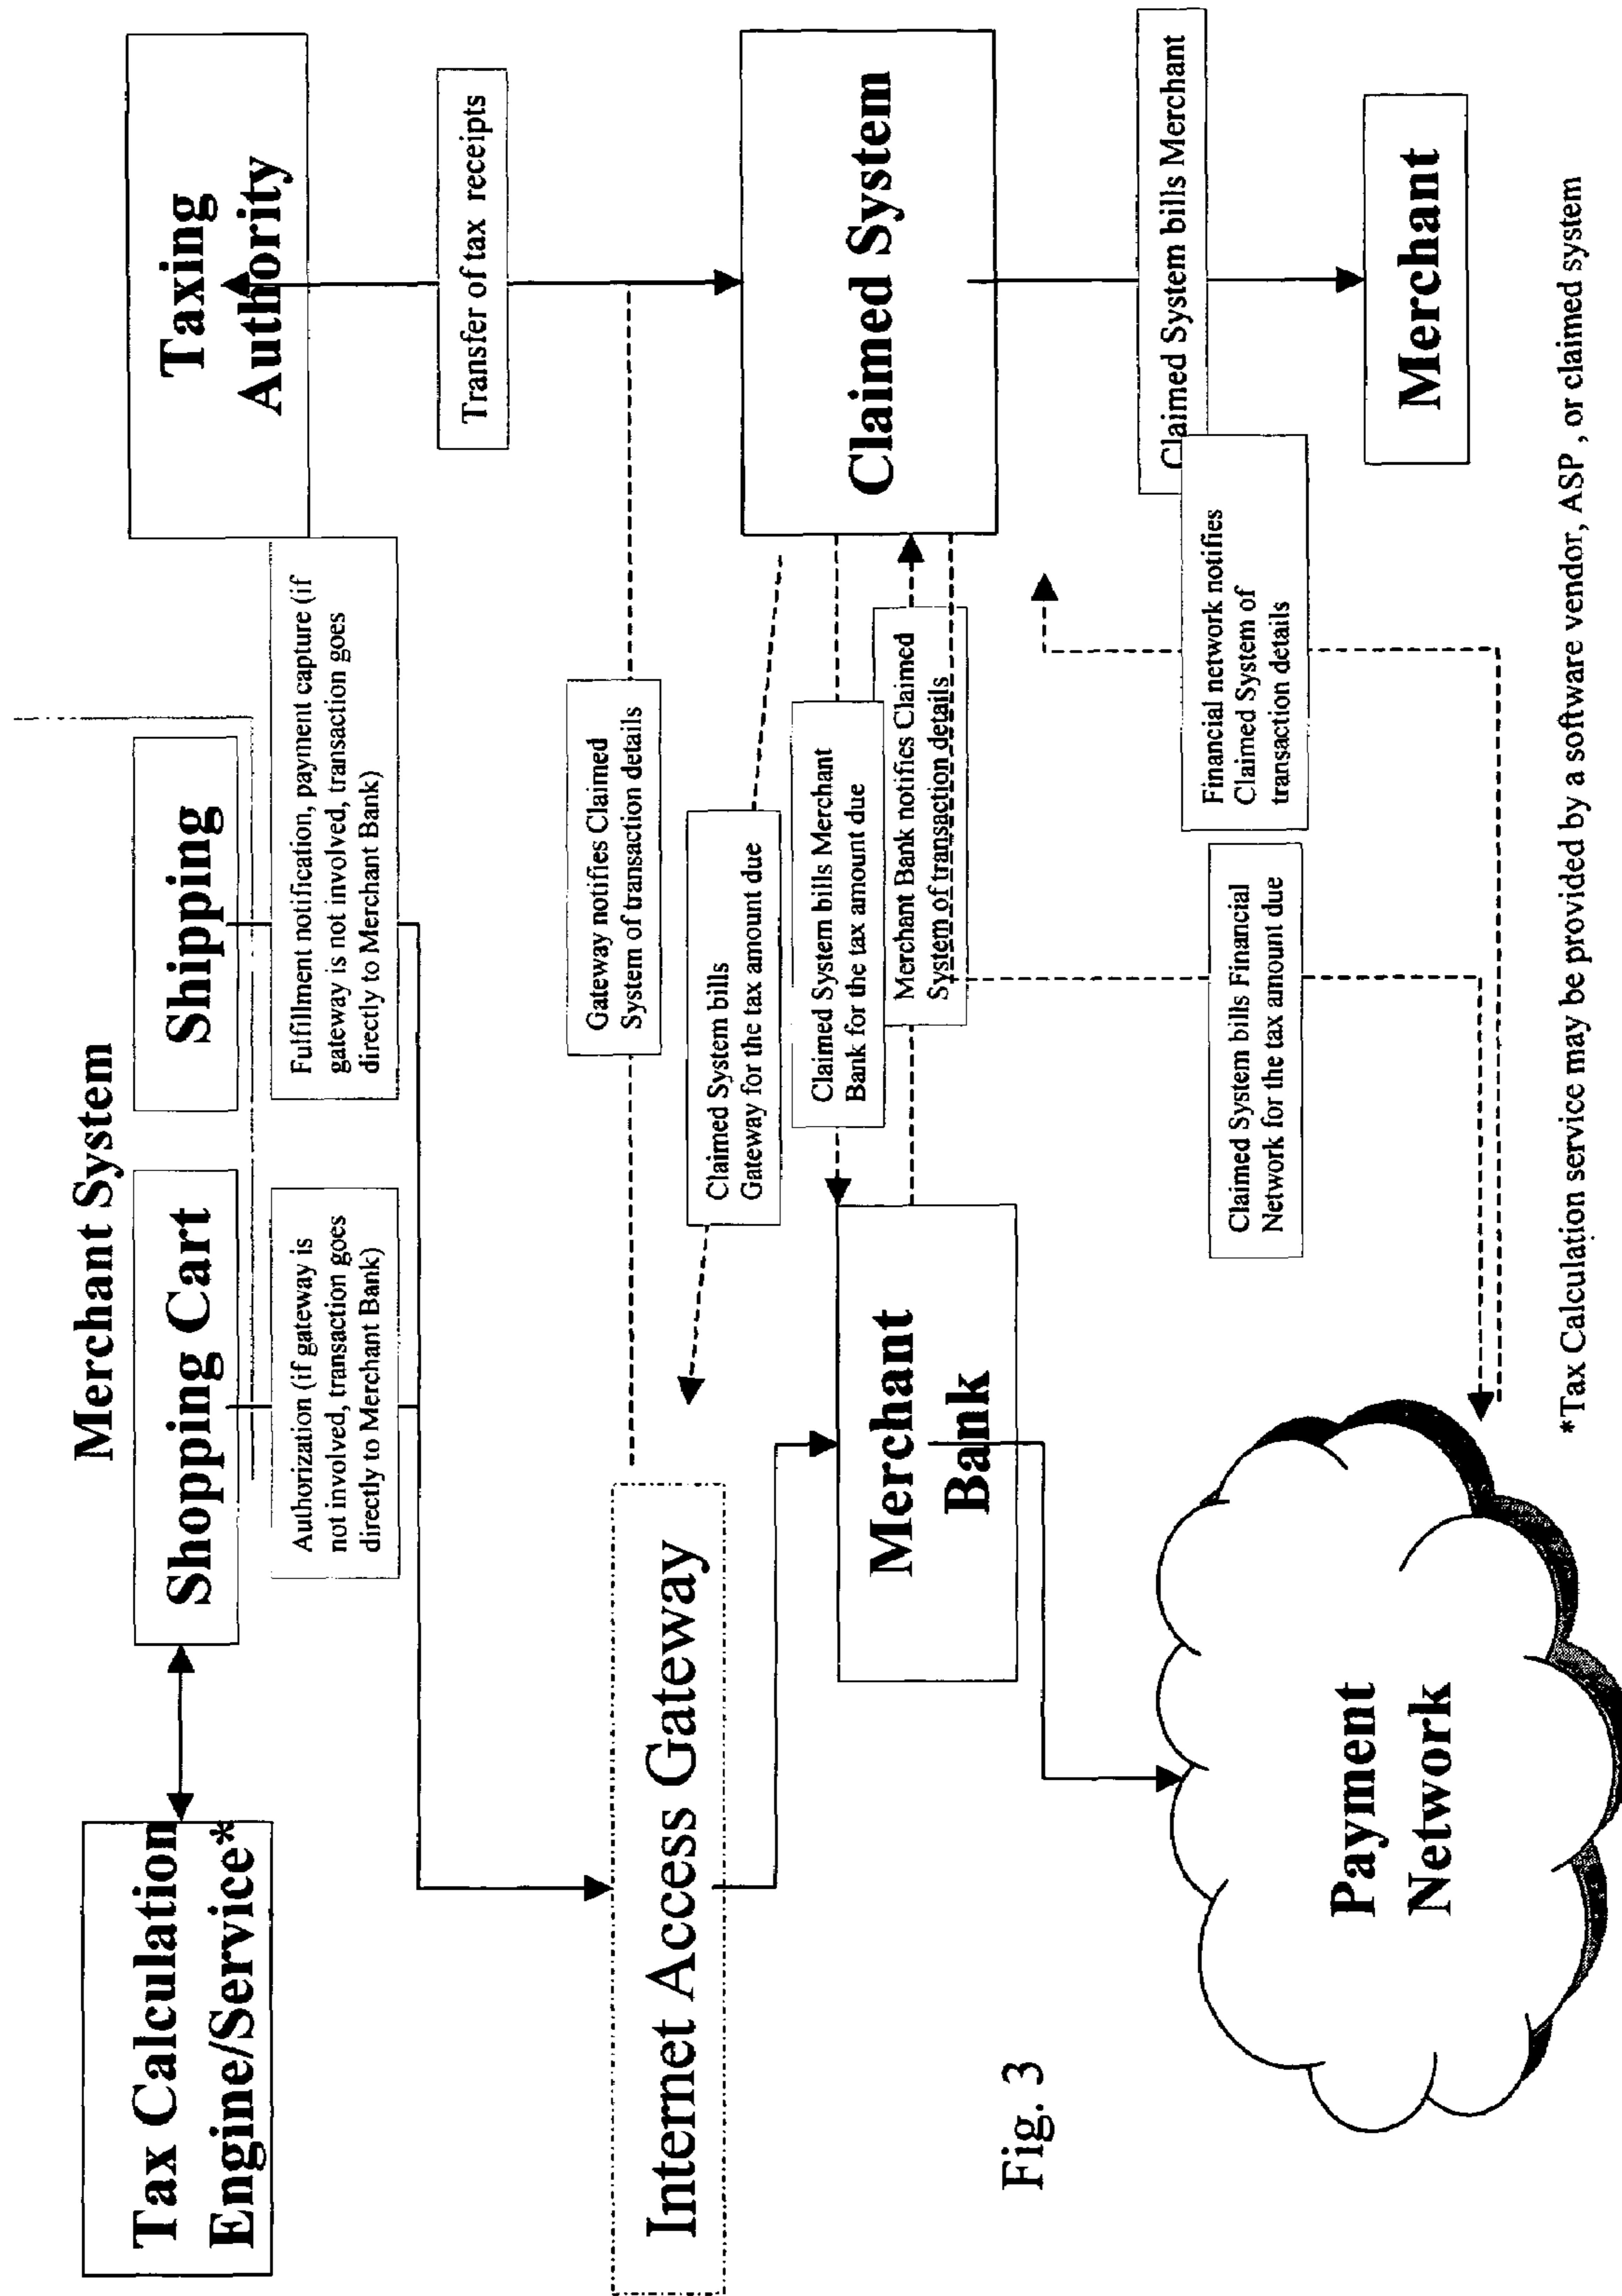 Merchant System
Tax Calculation
Engine/Service*
Shopping Cart
Shipping
Taxing
Authority
Authorization (if gateway is
not involved, transaction goes
directly to Merchant Bank)
Fulfillment notification, payment capture (if
gateway is not involved, transaction goes
directly to Merchant Bank)
Transfer of tax receipts
Gateway notifies Claimed
System of transaction details
Internet Access Gateway
Claimed System bills
Gateway for the tax amount due
Claimed System bills Merchant
Bank for the tax amount due
Merchant Bank notifies Claimed
System of transaction details
Claimed System
Merchant
Bank
Fig. 3
Claimed System bills Merchant
Financial network notifies
Claimed System of
transaction details
Claimed System bills Financial
Network for the tax amount due
Payment
Network
Merchant
*Tax Calculation service may be provided by a software vendor, ASP , or claimed system